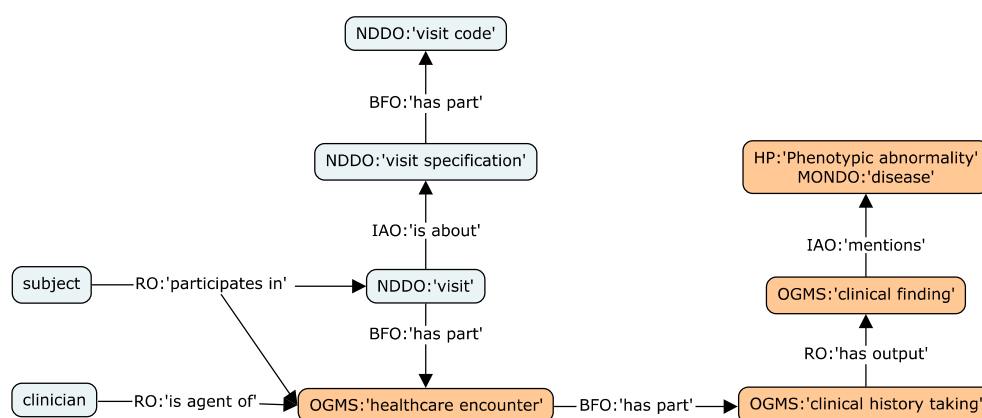 NDDO:'visit code'
BFO:'has part'
NDDO:'visit specification'
HP:'Phenotypic abnormality'
MONDO:'disease'
IAO:'is about'
IAO:'mentions'
subject
RO:'participates in'
NDDO:'visit'
OGMS:'clinical finding'
BFO:'has part'
RO:'has output'
clinician
RO:'is agent of'
OGMS:'healthcare encounter'
BFO:'has part'
OGMS:'clinical history taking'